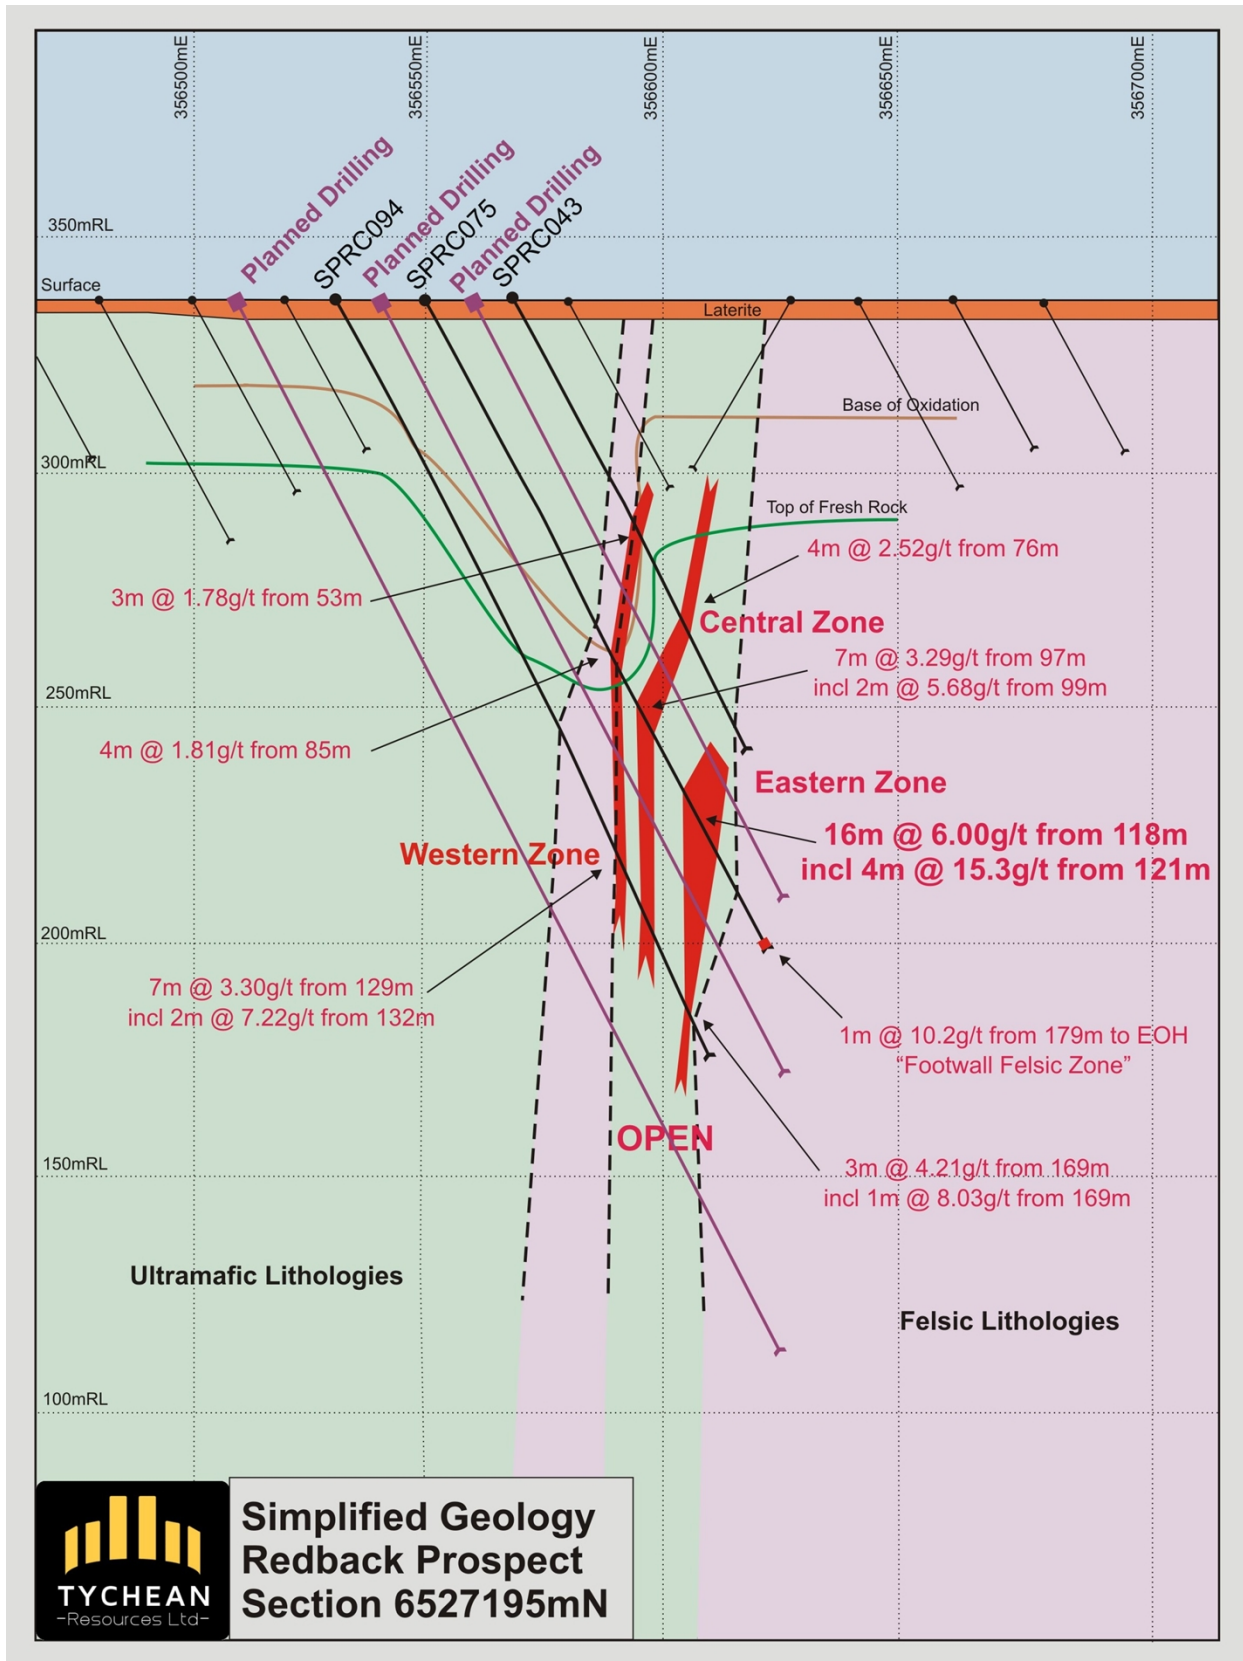 356500mE
356550mE
356600mE
356650mE
356700mE
Planned Drilling
SPRC094
Planned Drilling
SPRC075
Planned Drilling
SPRC043
350mRL
Surface
Laterite
Base of Oxidation
300mRL
Top of Fresh Rock
4m @ 2.52g/t from 76m
3m @ 1.78g/t from 53m
Central Zone
7m @ 3.29g/t from 97m
incl 2m @ 5.68g/t from 99m
250mRL
4m @ 1.81g/t from 85m
Eastern Zone
16m @ 6.00g/t from 118m
incl 4m @ 15.3g/t from 121m
Western Zone
200mRL
7m @ 3.30g/t from 129m
incl 2m @ 7.22g/t from 132m
1m @ 10.2g/t from 179m to EOH
“Footwall Felsic Zone”
OPEN
150mRL
3m @ 4.21g/t from 169m
incl 1m @ 8.03g/t from 169m
Ultramafic Lithologies
Felsic Lithologies
100mRL
TYCHEAN
-Resources Ltd-
Simplified Geology
Redback Prospect
Section 6527195mN